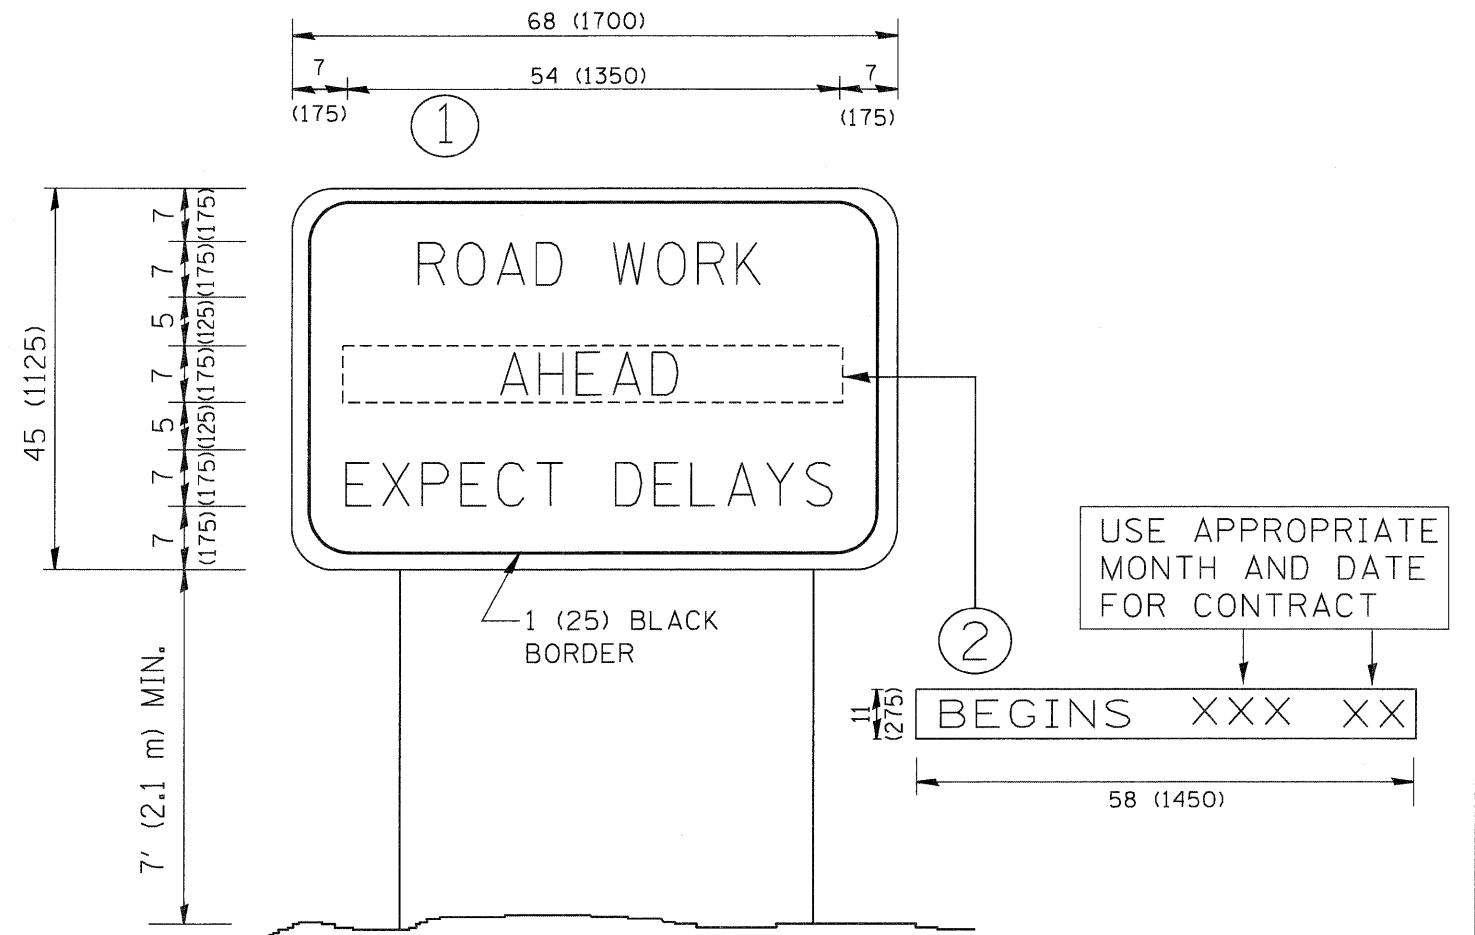 68 (1700)
7
54 (1350)
7
(175)
(175)
1
7
(175)
7
(175)
5
(125)
7
(175)
5
(125)
7
(175)
7
(175)
45 (1125)
ROAD WORK
AHEAD
EXPECT DELAYS
1 (25) BLACK
BORDER
7' (2.1 m) MIN.
2
USE APPROPRIATE
MONTH AND DATE
FOR CONTRACT
11
(275)
BEGINS XXX XX
58 (1450)